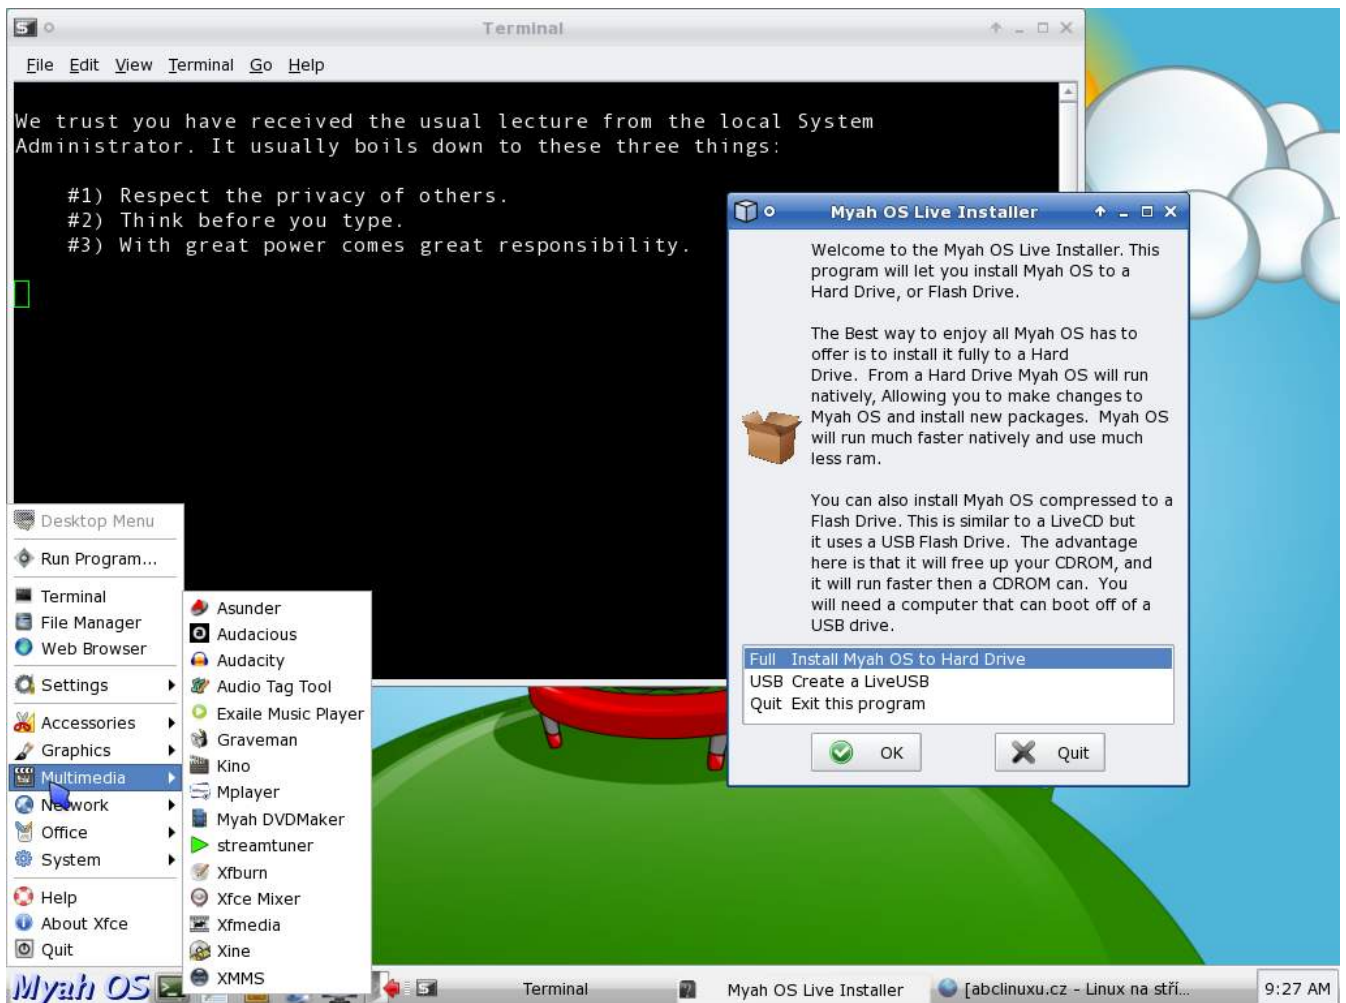 Terminal
File Edit View Terminal Go Help
We trust you have received the usual lecture from the local System
Administrator. It usually boils down to these three things:
#1) Respect the privacy of others.
#2) Think before you type.
#3) With great power comes great responsibility.
Myah OS Live Installer
Welcome to the Myah OS Live Installer. This
program will let you install Myah OS to a
Hard Drive, or Flash Drive.
The Best way to enjoy all Myah OS has to
offer is to install it fully to a Hard
Drive. From a Hard Drive Myah OS will run
natively, Allowing you to make changes to
Myah OS and install new packages. Myah OS
will run much faster natively and use much
less ram.
You can also install Myah OS compressed to a
Flash Drive. This is similar to a LiveCD but
it uses a USB Flash Drive. The advantage
here is that it will free up your CDROM, and
it will run faster then a CDROM can. You
will need a computer that can boot off of a
USB drive.
Full Install Myah OS to Hard Drive
USB Create a LiveUSB
Quit Exit this program
OK
Quit
Desktop Menu
Run Program...
Terminal
File Manager
Web Browser
Settings
Accessories
Graphics
Multimedia
Network
Office
System
Help
About Xfce
Quit
Asunder
Audacious
Audacity
Audio Tag Tool
Exaile Music Player
Graveman
Kino
Mplayer
Myah DVDMaker
streamtuner
Xfburn
Xfce Mixer
Xfmedia
Xine
XMMS
Myah OS
Terminal
Myah OS Live Installer
[abclinuxu.cz - Linux na stří...
9:27 AM